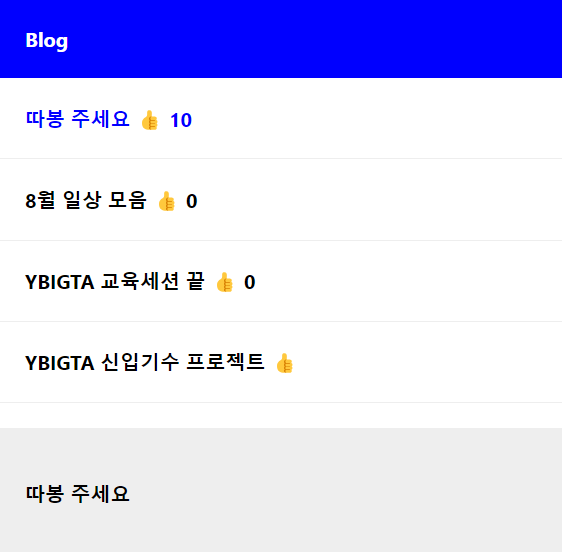 Blog
따봉 주세요 👍 10
8월 일상 모음 👍 0
YBIGTA 교육세션 끝 👍 0
YBIGTA 신입기수 프로젝트 👍
따봉 주세요